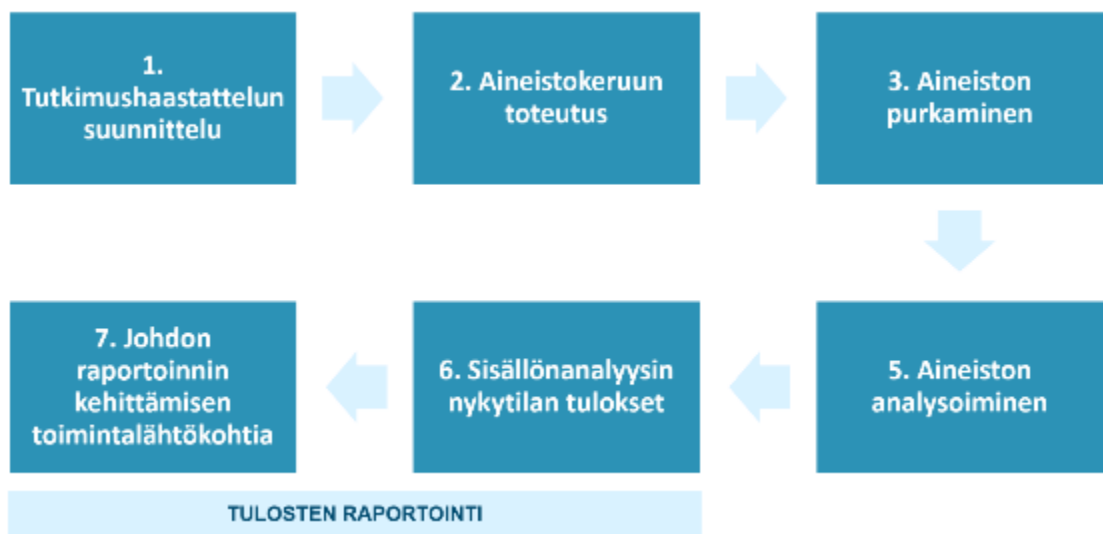 1.
Tutkimushaastattelun
suunnittelu
2. Aineistokeruun
toteutus
3. Aineiston
purkaminen
7. Johdon
raportoinnin
kehittämisen
toimintalähtökohtia
6. Sisällönanalyysin
nykytilan tulokset
5. Aineiston
analysoiminen
TULOSTEN RAPORTOINTI